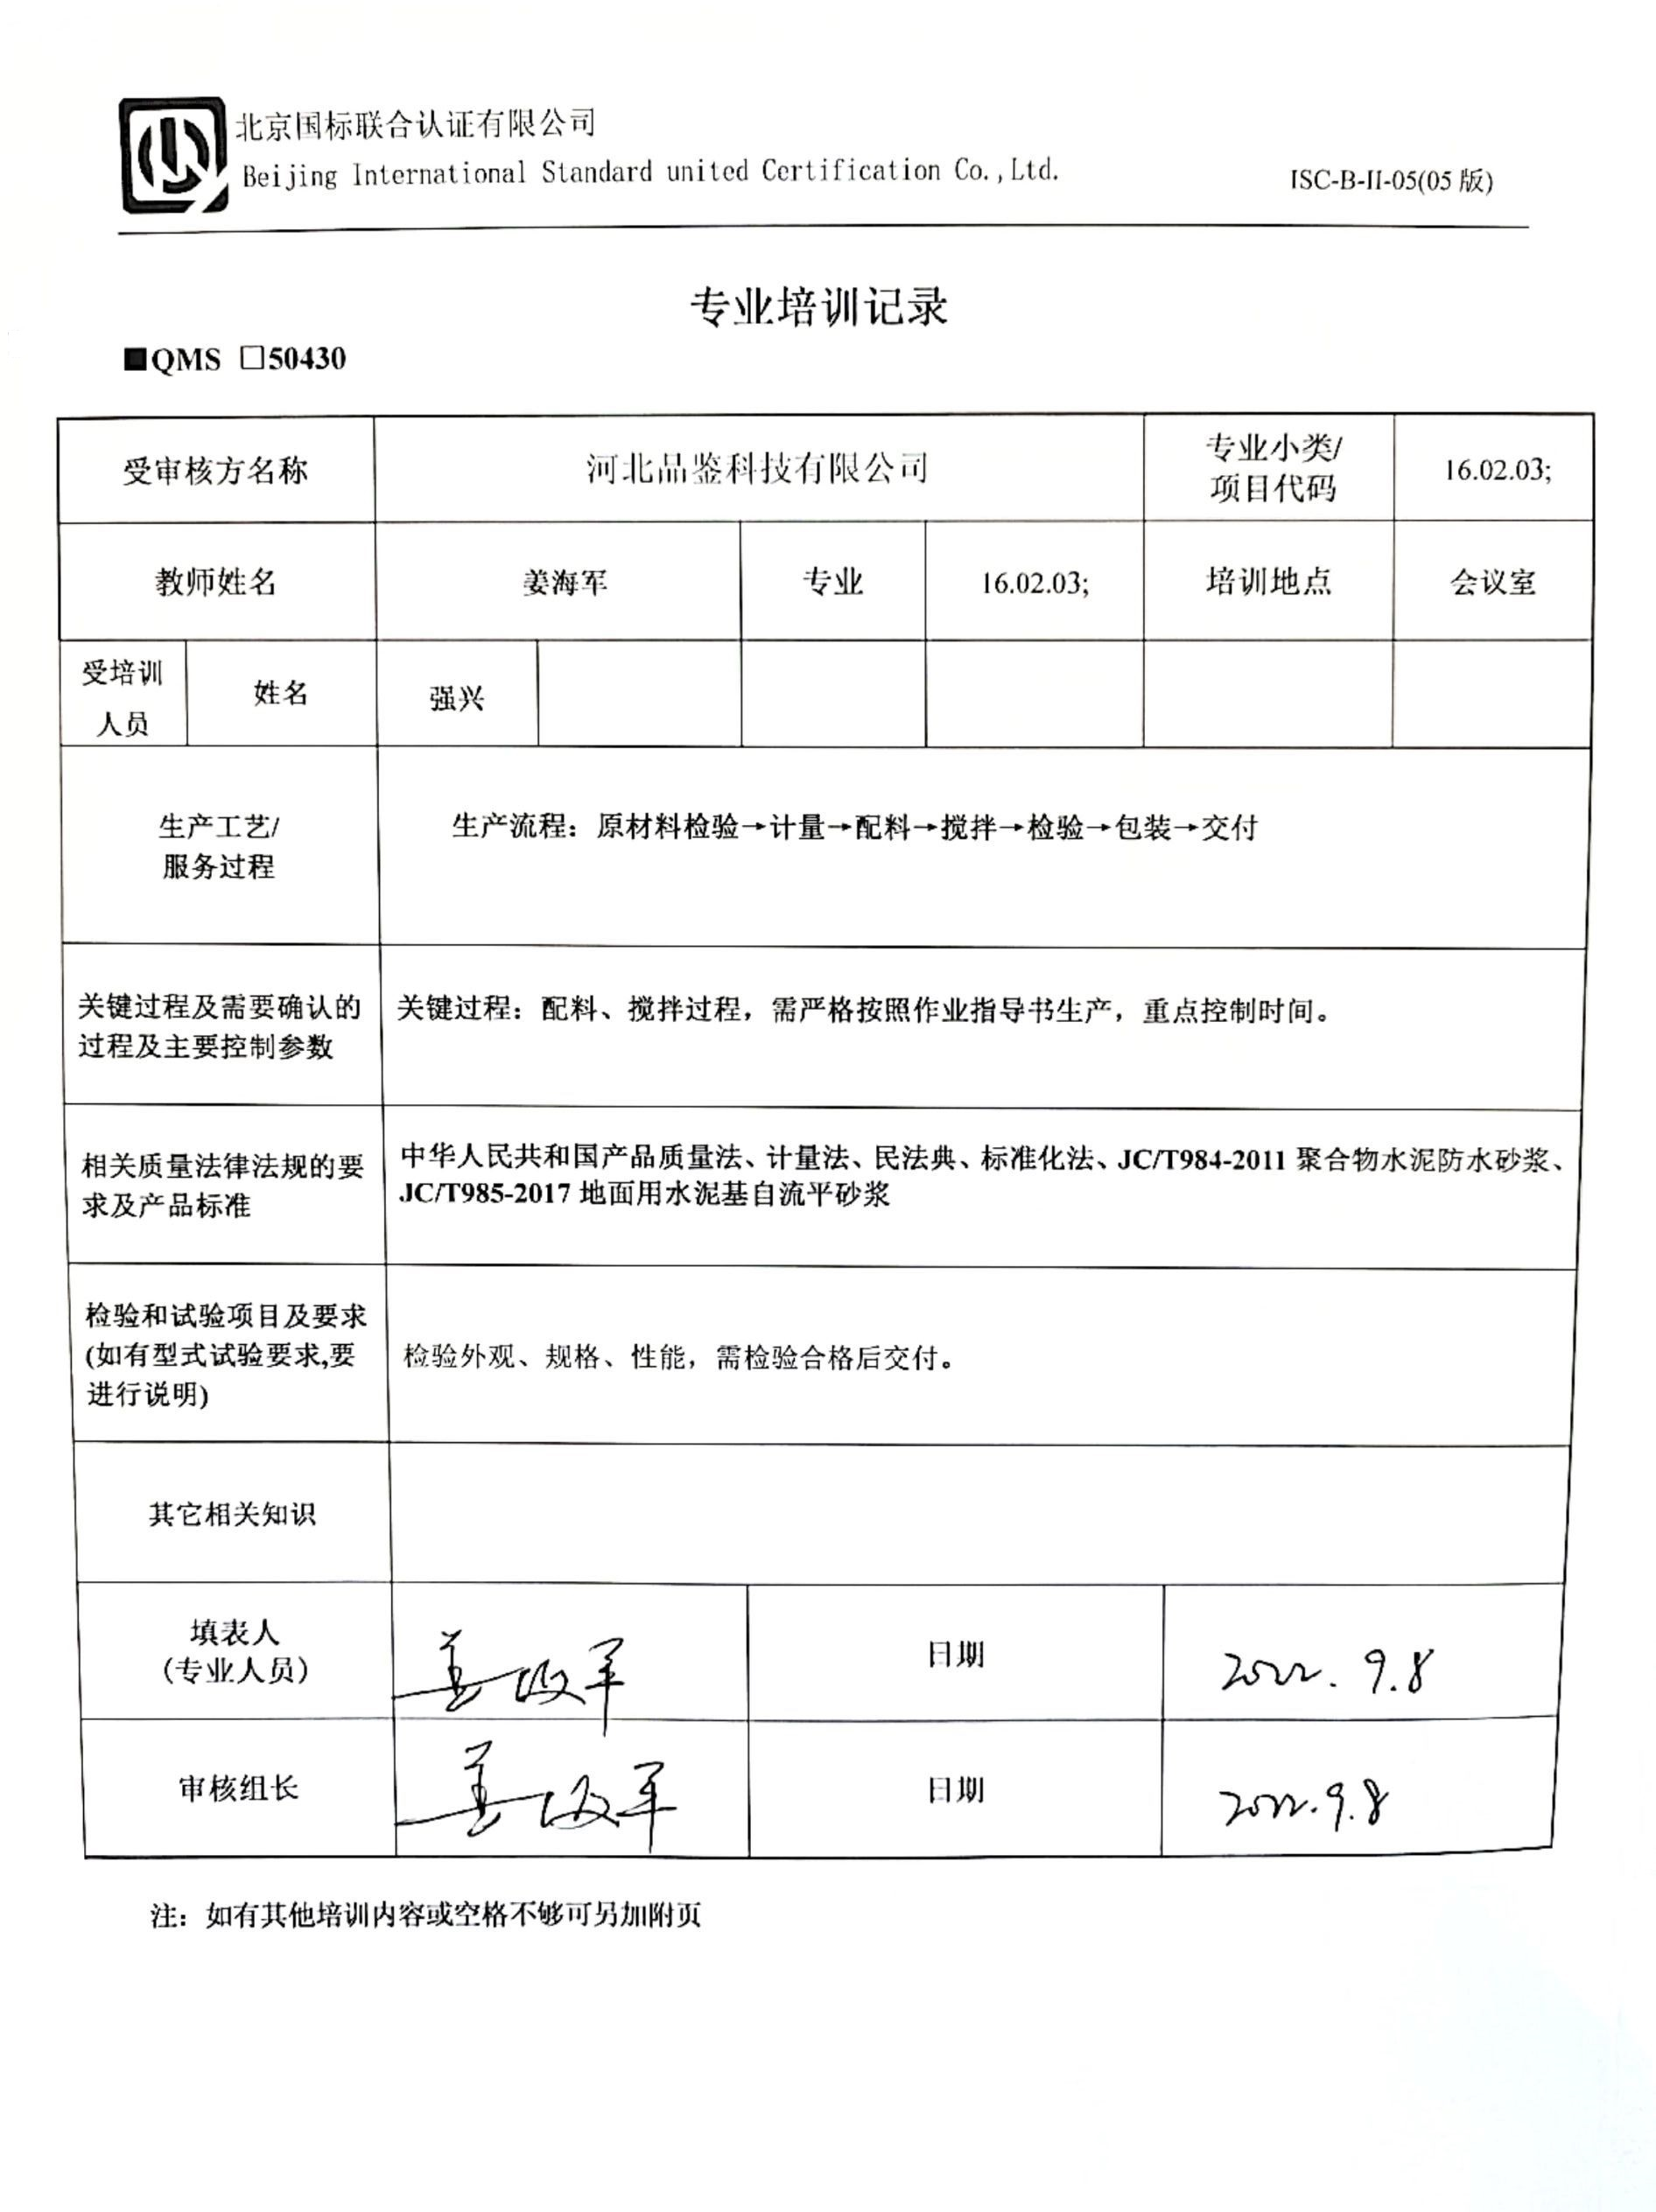 北京国标联合认证有限公司
Beijing International Standard united Certification Co.,Ltd.
ISC-B-II-05(05 版)
专业培训记录
■QMS □50430
受审核方名称
河北品鉴科技有限公司
专业小类/
项目代码
16.02.03;
教师姓名
姜海军
专业
16.02.03;
培训地点
会议室
受培训
人员
姓名
强兴
生产工艺/
服务过程
生产流程：原材料检验→计量→配料→搅拌→检验→包装→交付
关键过程及需要确认的
过程及主要控制参数
关键过程：配料、搅拌过程，需严格按照作业指导书生产，重点控制时间。
相关质量法律法规的要
求及产品标准
中华人民共和国产品质量法、计量法、民法典、标准化法、JC/T984-2011 聚合物水泥防水砂浆、
JC/T985-2017 地面用水泥基自流平砂浆
检验和试验项目及要求
(如有型式试验要求,要
进行说明)
检验外观、规格、性能，需检验合格后交付。
其它相关知识
填表人
（专业人员）
姜海军
日期
2022.9.8
审核组长
姜海军
日期
2022.9.8
注：如有其他培训内容或空格不够可另加附页